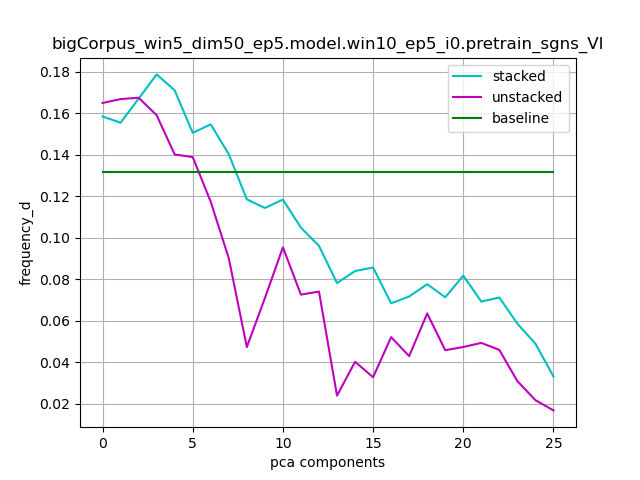 bigCorpus_win5_dim50_ep5.model.win10_ep5_i0.pretrain_sgns_VI
stacked
unstacked
baseline
0.18
0.16
0.14
0.12
0.10
0.08
0.06
0.04
0.02
frequency_d
0 5 10 15 20 25
pca components